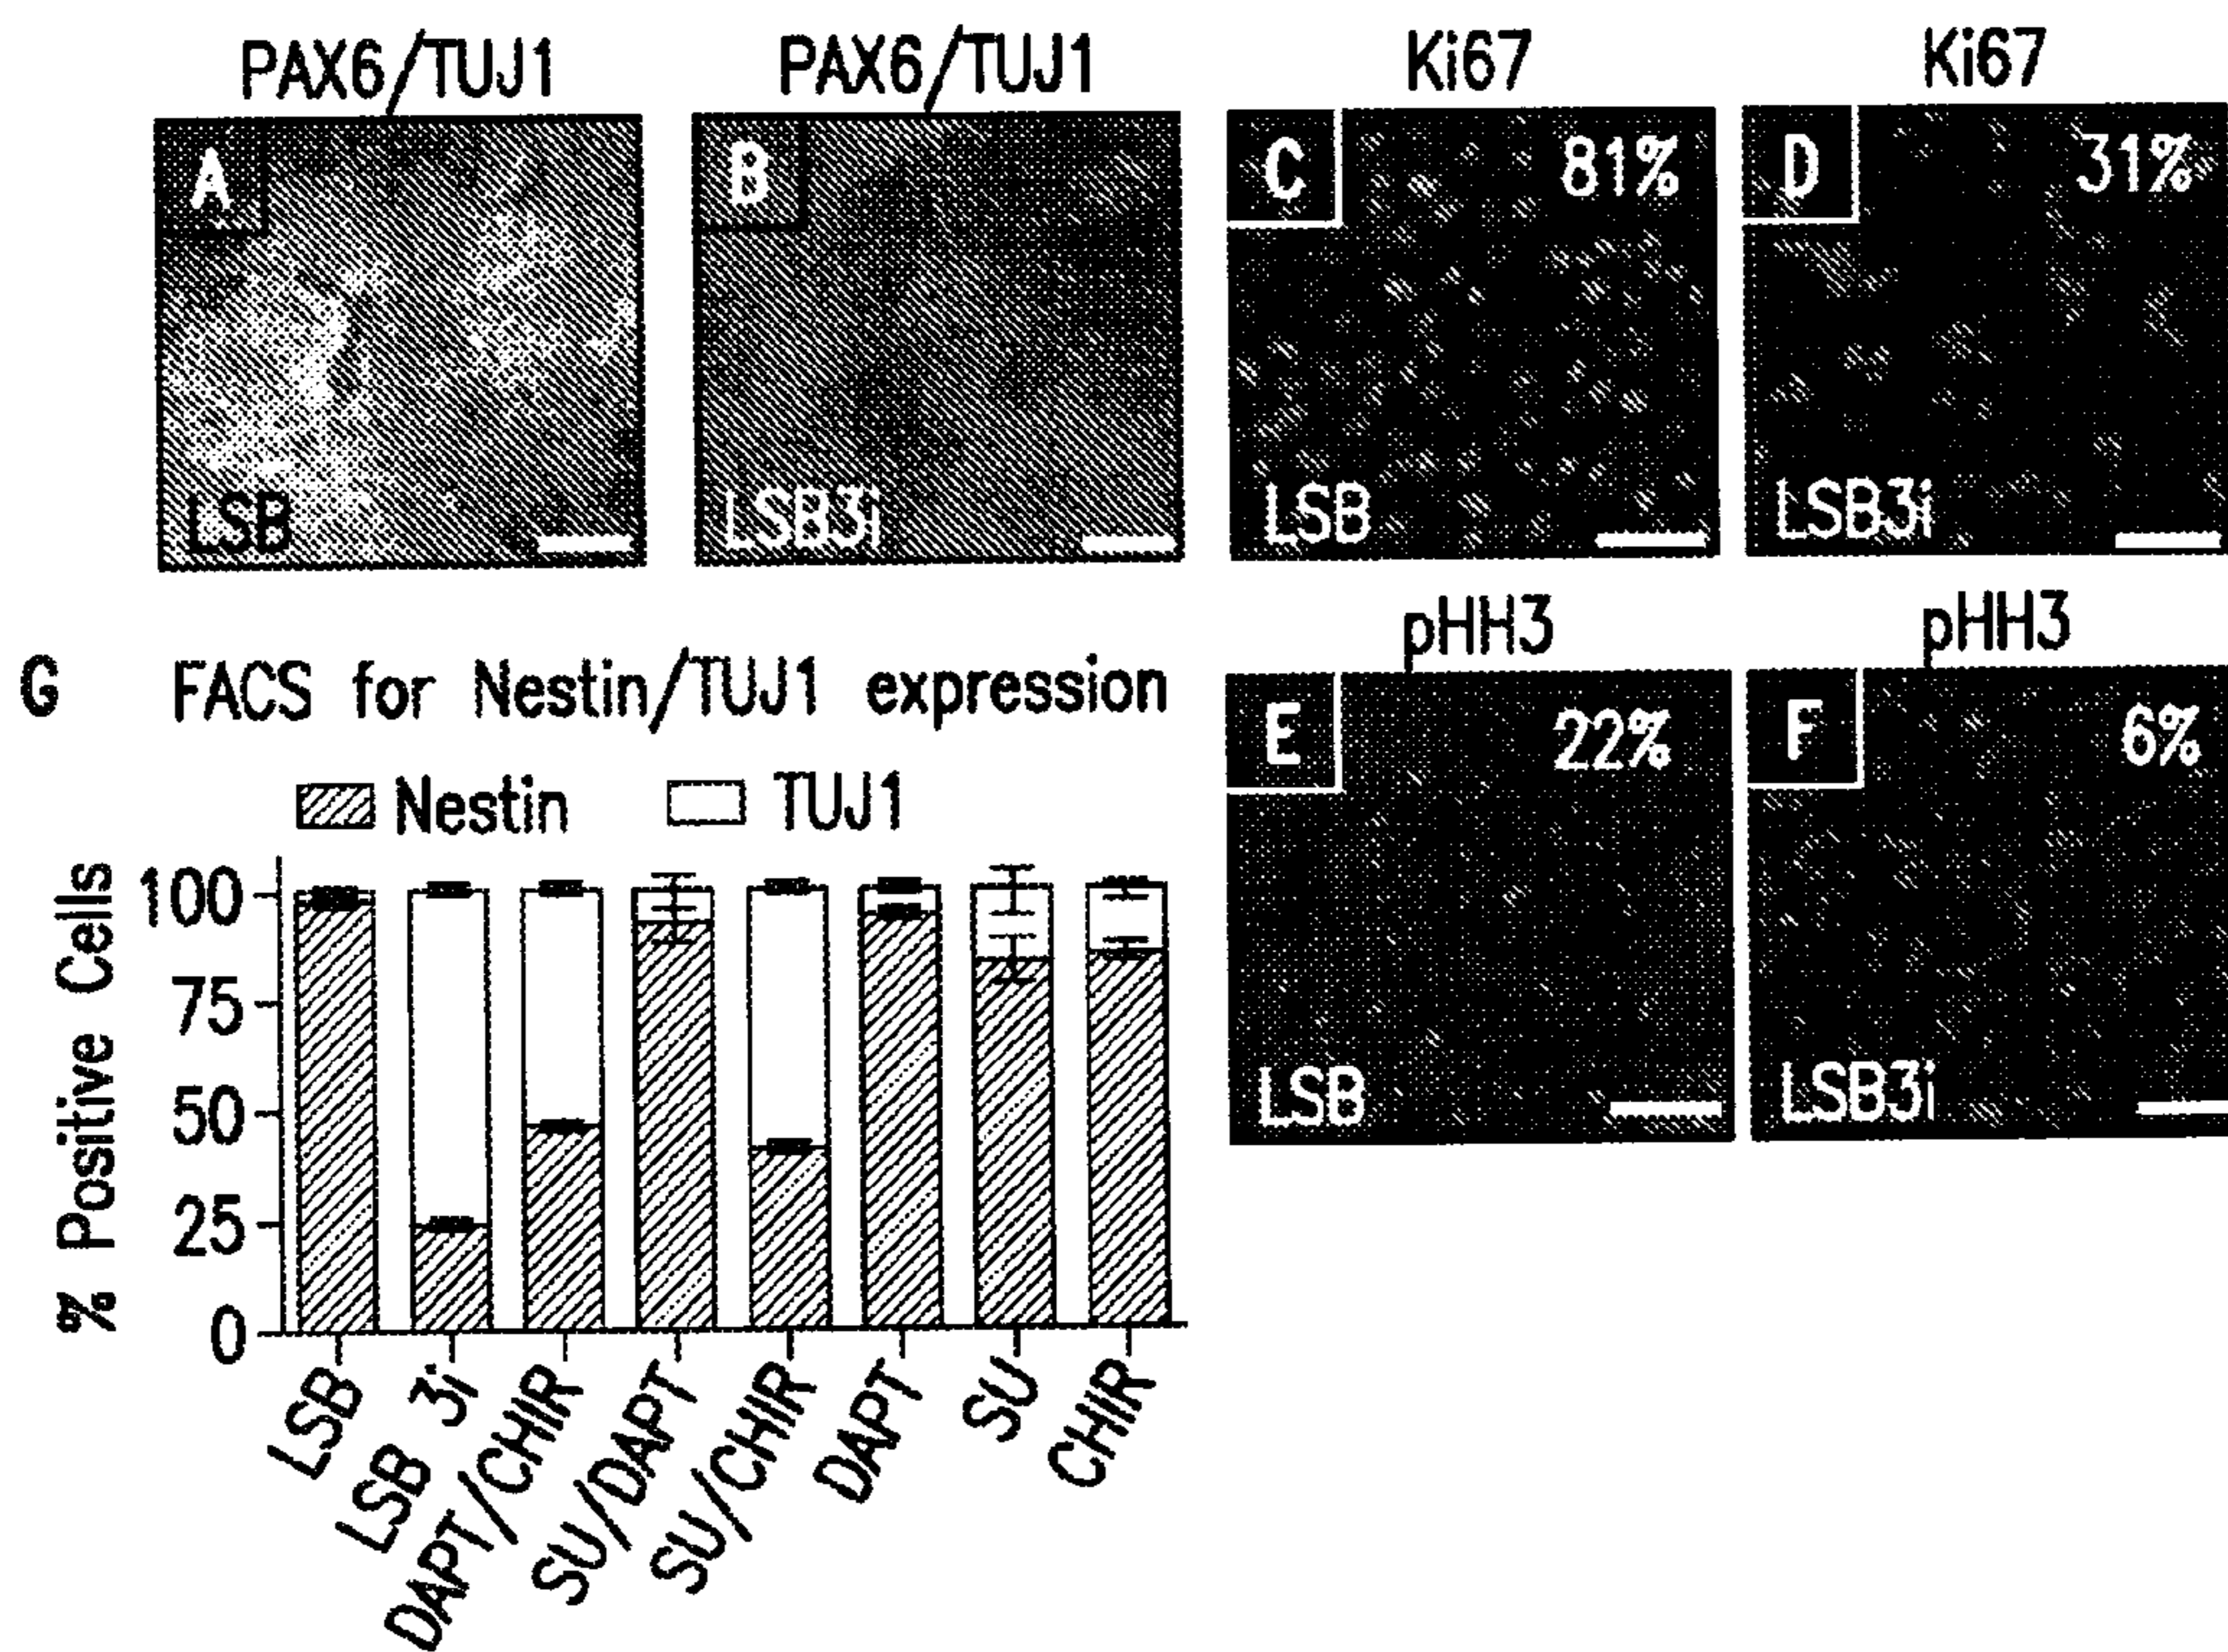 PAX6/TUJ1
PAX6/TUJ1
Ki67
Ki67
A
LSB
B
LSB3i
C
81%
LSB
D
31%
LSB3i
pHH3
pHH3
E
22%
LSB
F
6%
LSB3i
G FACS for Nestin/TUJ1 expression
Nestin TUJ1
% Positive Cells
100
75
50
25
0
LSB
LSB 3i
DAPT/CHIR
SU/DAPT
SU/CHIR
DAPT
SU
CHIR